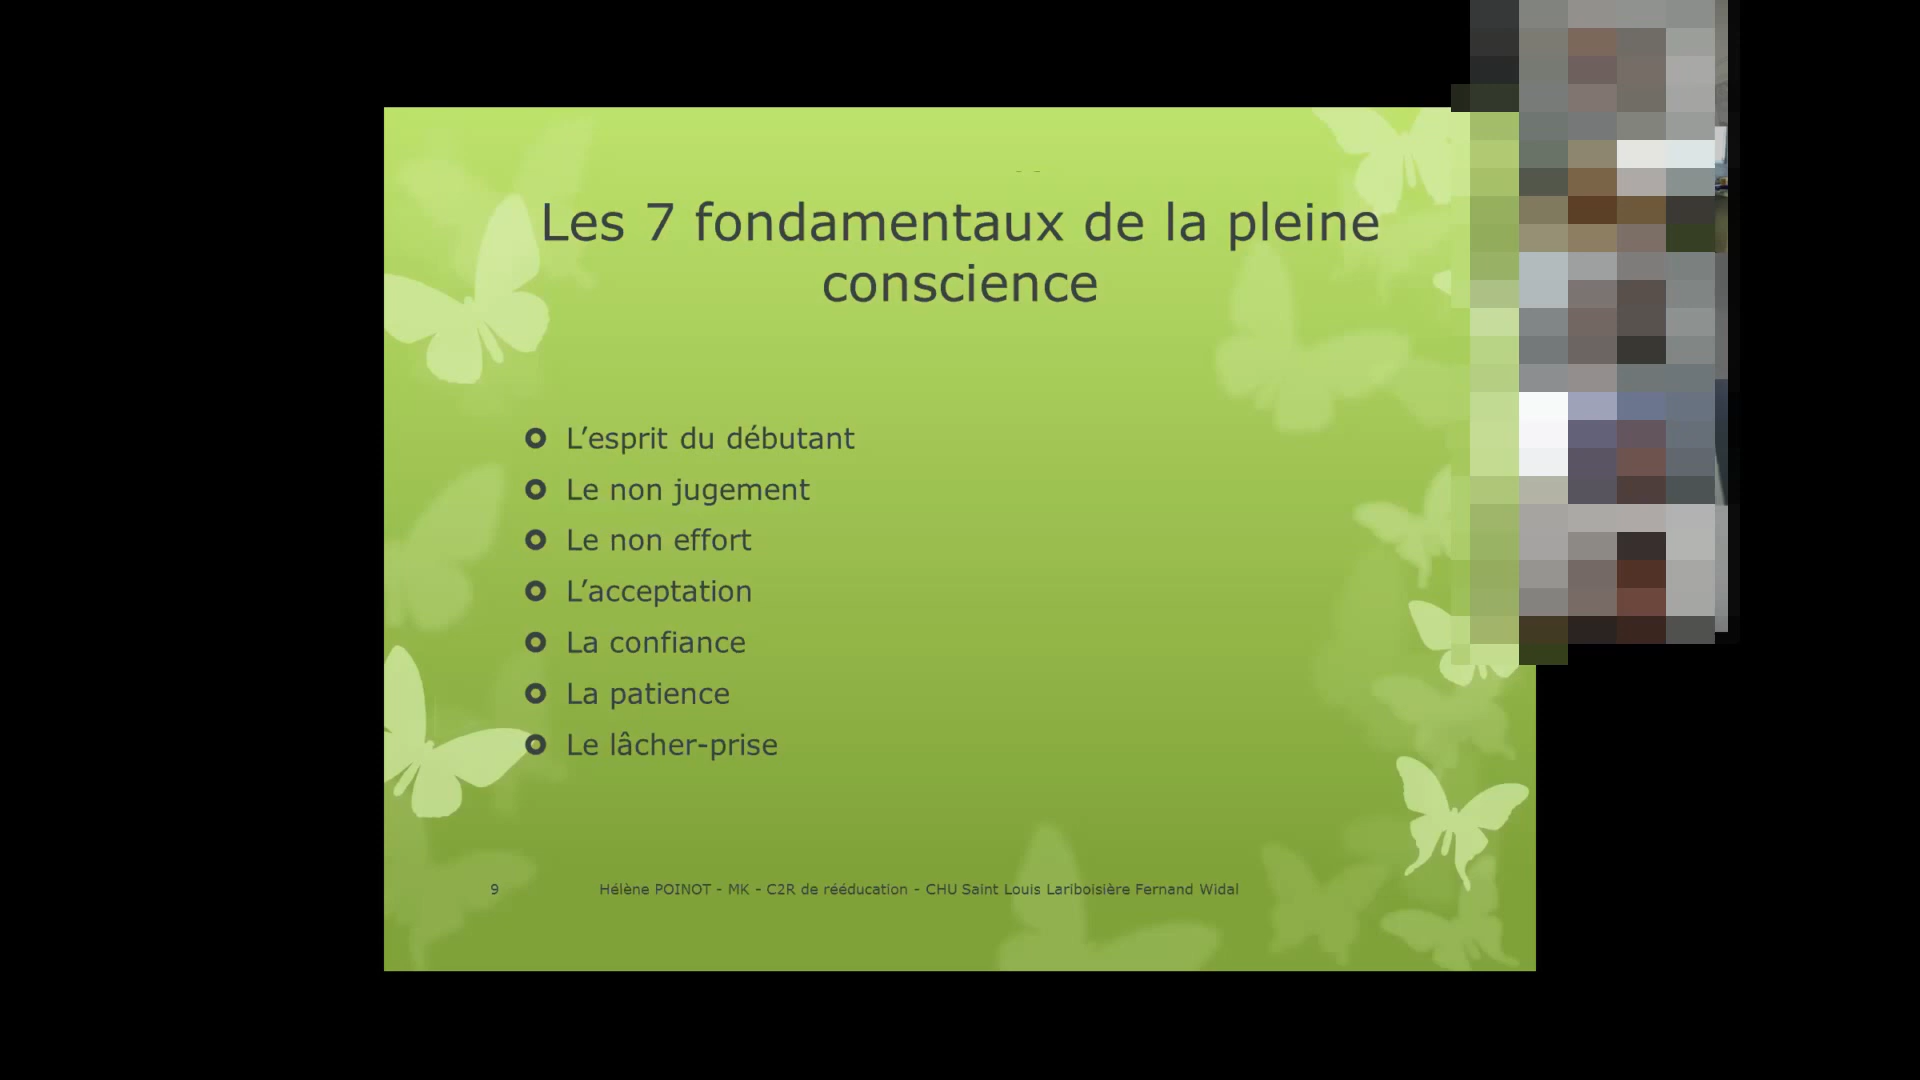 Les 7 fondamentaux de la pleine
conscience
L’esprit du débutant
Le non jugement
Le non effort
L’acceptation
La confiance
La patience
Le lâcher-prise
9
Hélène POINOT - MK - C2R de rééducation - CHU Saint Louis Lariboisière Fernand Widal